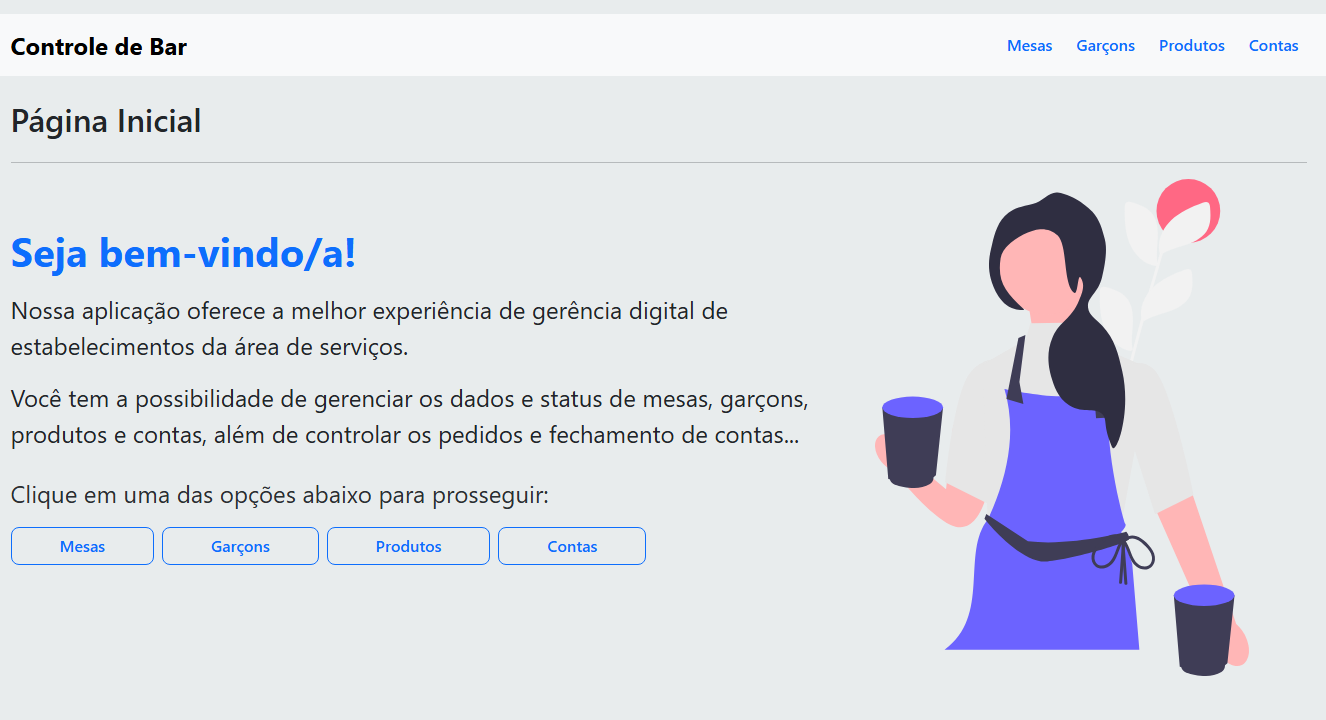 Controle de Bar
Mesas Garçons Produtos Contas
Página Inicial
Seja bem-vindo/a!
Nossa aplicação oferece a melhor experiência de gerência digital de
estabelecimentos da área de serviços.
Você tem a possibilidade de gerenciar os dados e status de mesas, garçons,
produtos e contas, além de controlar os pedidos e fechamento de contas...
Clique em uma das opções abaixo para prosseguir:
Mesas Garçons Produtos Contas